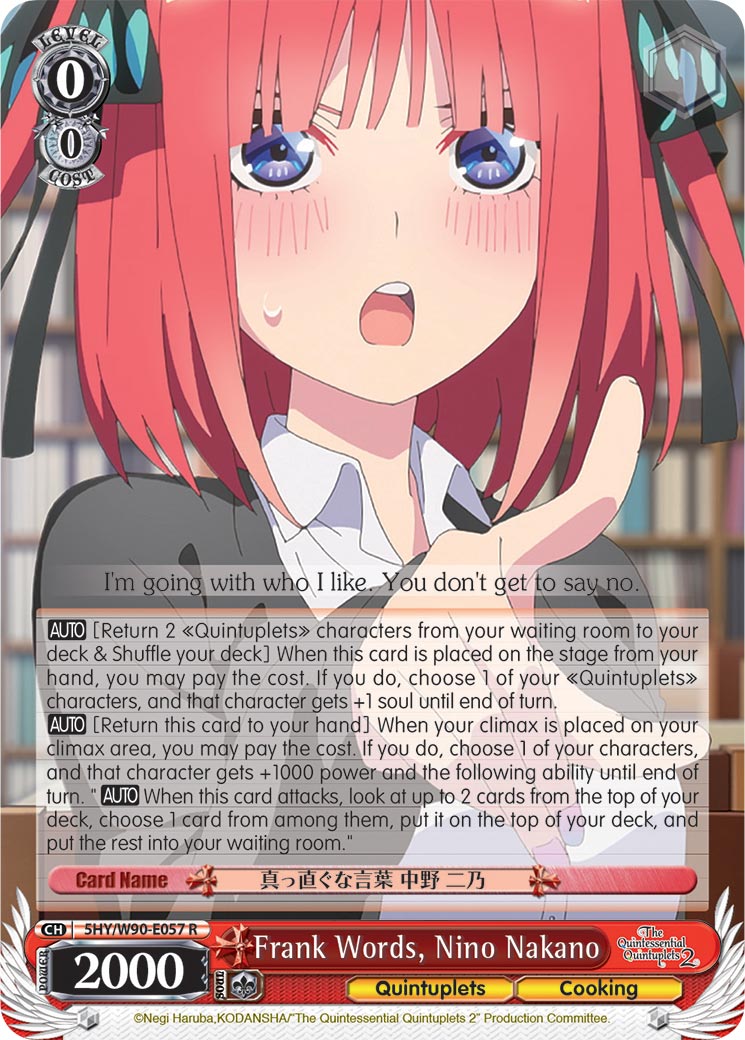 LEVEL
0
0
COST
I'm going with who I like. You don't get to say no.
AUTO [Return 2 «Quintuplets» characters from your waiting room to your
deck & Shuffle your deck] When this card is placed on the stage from your
hand, you may pay the cost. If you do, choose 1 of your «Quintuplets»
characters, and that character gets +1 soul until end of turn.
AUTO [Return this card to your hand] When your climax is placed on your
climax area, you may pay the cost. If you do, choose 1 of your characters,
and that character gets +1000 power and the following ability until end of
turn. " AUTO When this card attacks, look at up to 2 cards from the top of your
deck, choose 1 card from among them, put it on the top of your deck, and
put the rest into your waiting room."
Card Name 真っ直ぐな言葉 中野 二乃
CH 5HY/W90-E057 R
POWER 2000 SOUL
Frank Words, Nino Nakano
The Quintessential Quintuplets 2
Quintuplets Cooking
©Negi Haruba,KODANSHA/"The Quintessential Quintuplets 2" Production Committee.